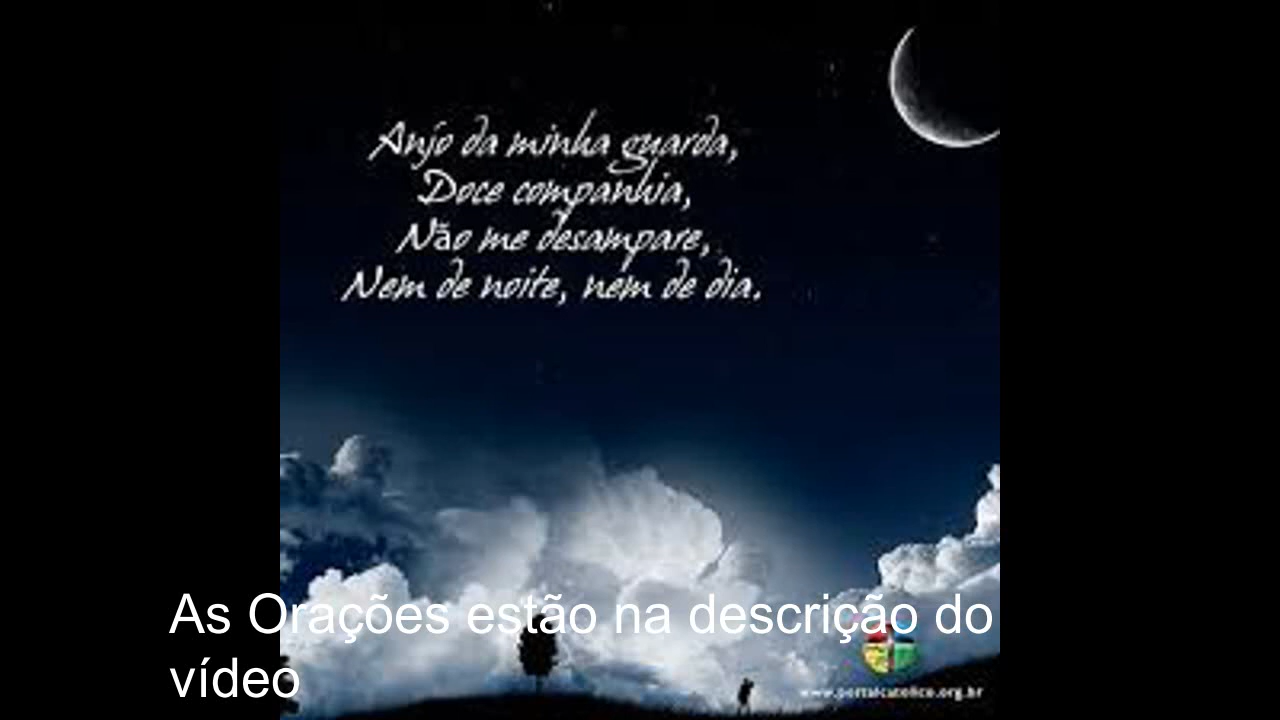 Anjo da minha guarda,
Doce companhia,
Não me desampare,
Nem de noite, nem de dia.
As Orações estão na descrição do
vídeo
www.portalcatolico.org.br